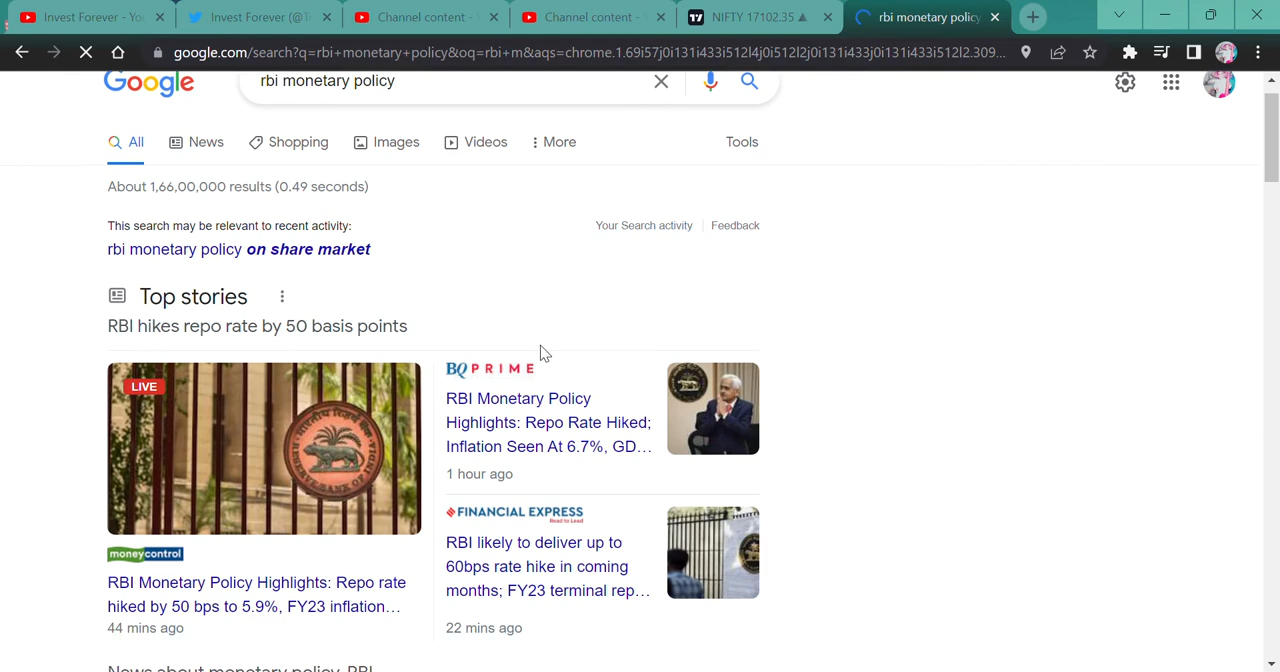 Invest Forever - Yo
Invest Forever (@T
Channel content - Y
Channel content - Y
NIFTY 17102.35 ▲
rbi monetary policy
google.com/search?q=rbi+monetary+policy&oq=rbi+m&aqs=chrome.1.69i57j0i131i433i512l4j0i512l2j0i131i433j0i131i433i512l2.309...
Google
rbi monetary policy
All
News
Shopping
Images
Videos
More
Tools
About 1,66,00,000 results (0.49 seconds)
This search may be relevant to recent activity:
Your Search activity
Feedback
rbi monetary policy on share market
Top stories
RBI hikes repo rate by 50 basis points
LIVE
moneycontrol
RBI Monetary Policy Highlights: Repo rate
hiked by 50 bps to 5.9%, FY23 inflation...
44 mins ago
BQ PRIME
RBI Monetary Policy
Highlights: Repo Rate Hiked;
Inflation Seen At 6.7%, GD...
1 hour ago
FINANCIAL EXPRESS
Read to Lead
RBI likely to deliver up to
60bps rate hike in coming
months; FY23 terminal rep...
22 mins ago
News about monetary policy, RBI